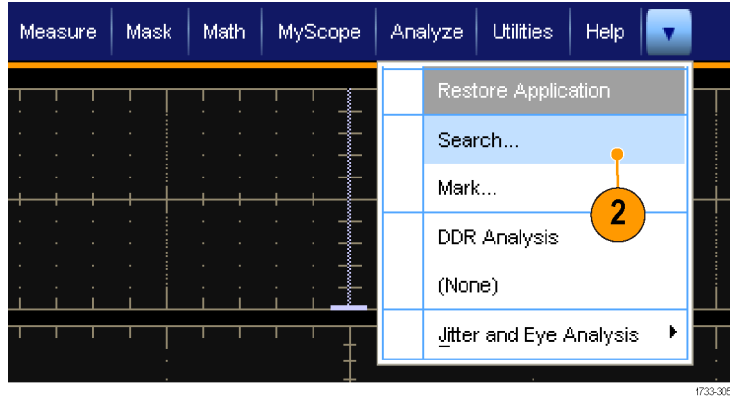 Measure Mask Math MyScope Analyze Utilities Help
Restore Application
Search...
Mark...
2
DDR Analysis
(None)
Jitter and Eye Analysis
1733-305